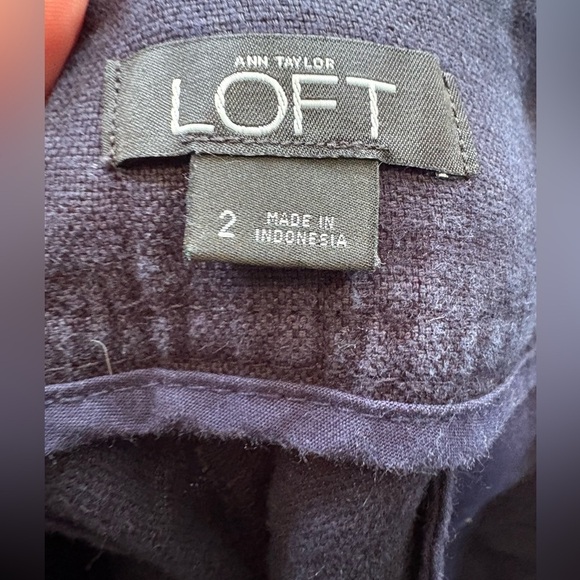 ANN TAYLOR
LOFT
2 MADE IN
INDONESIA